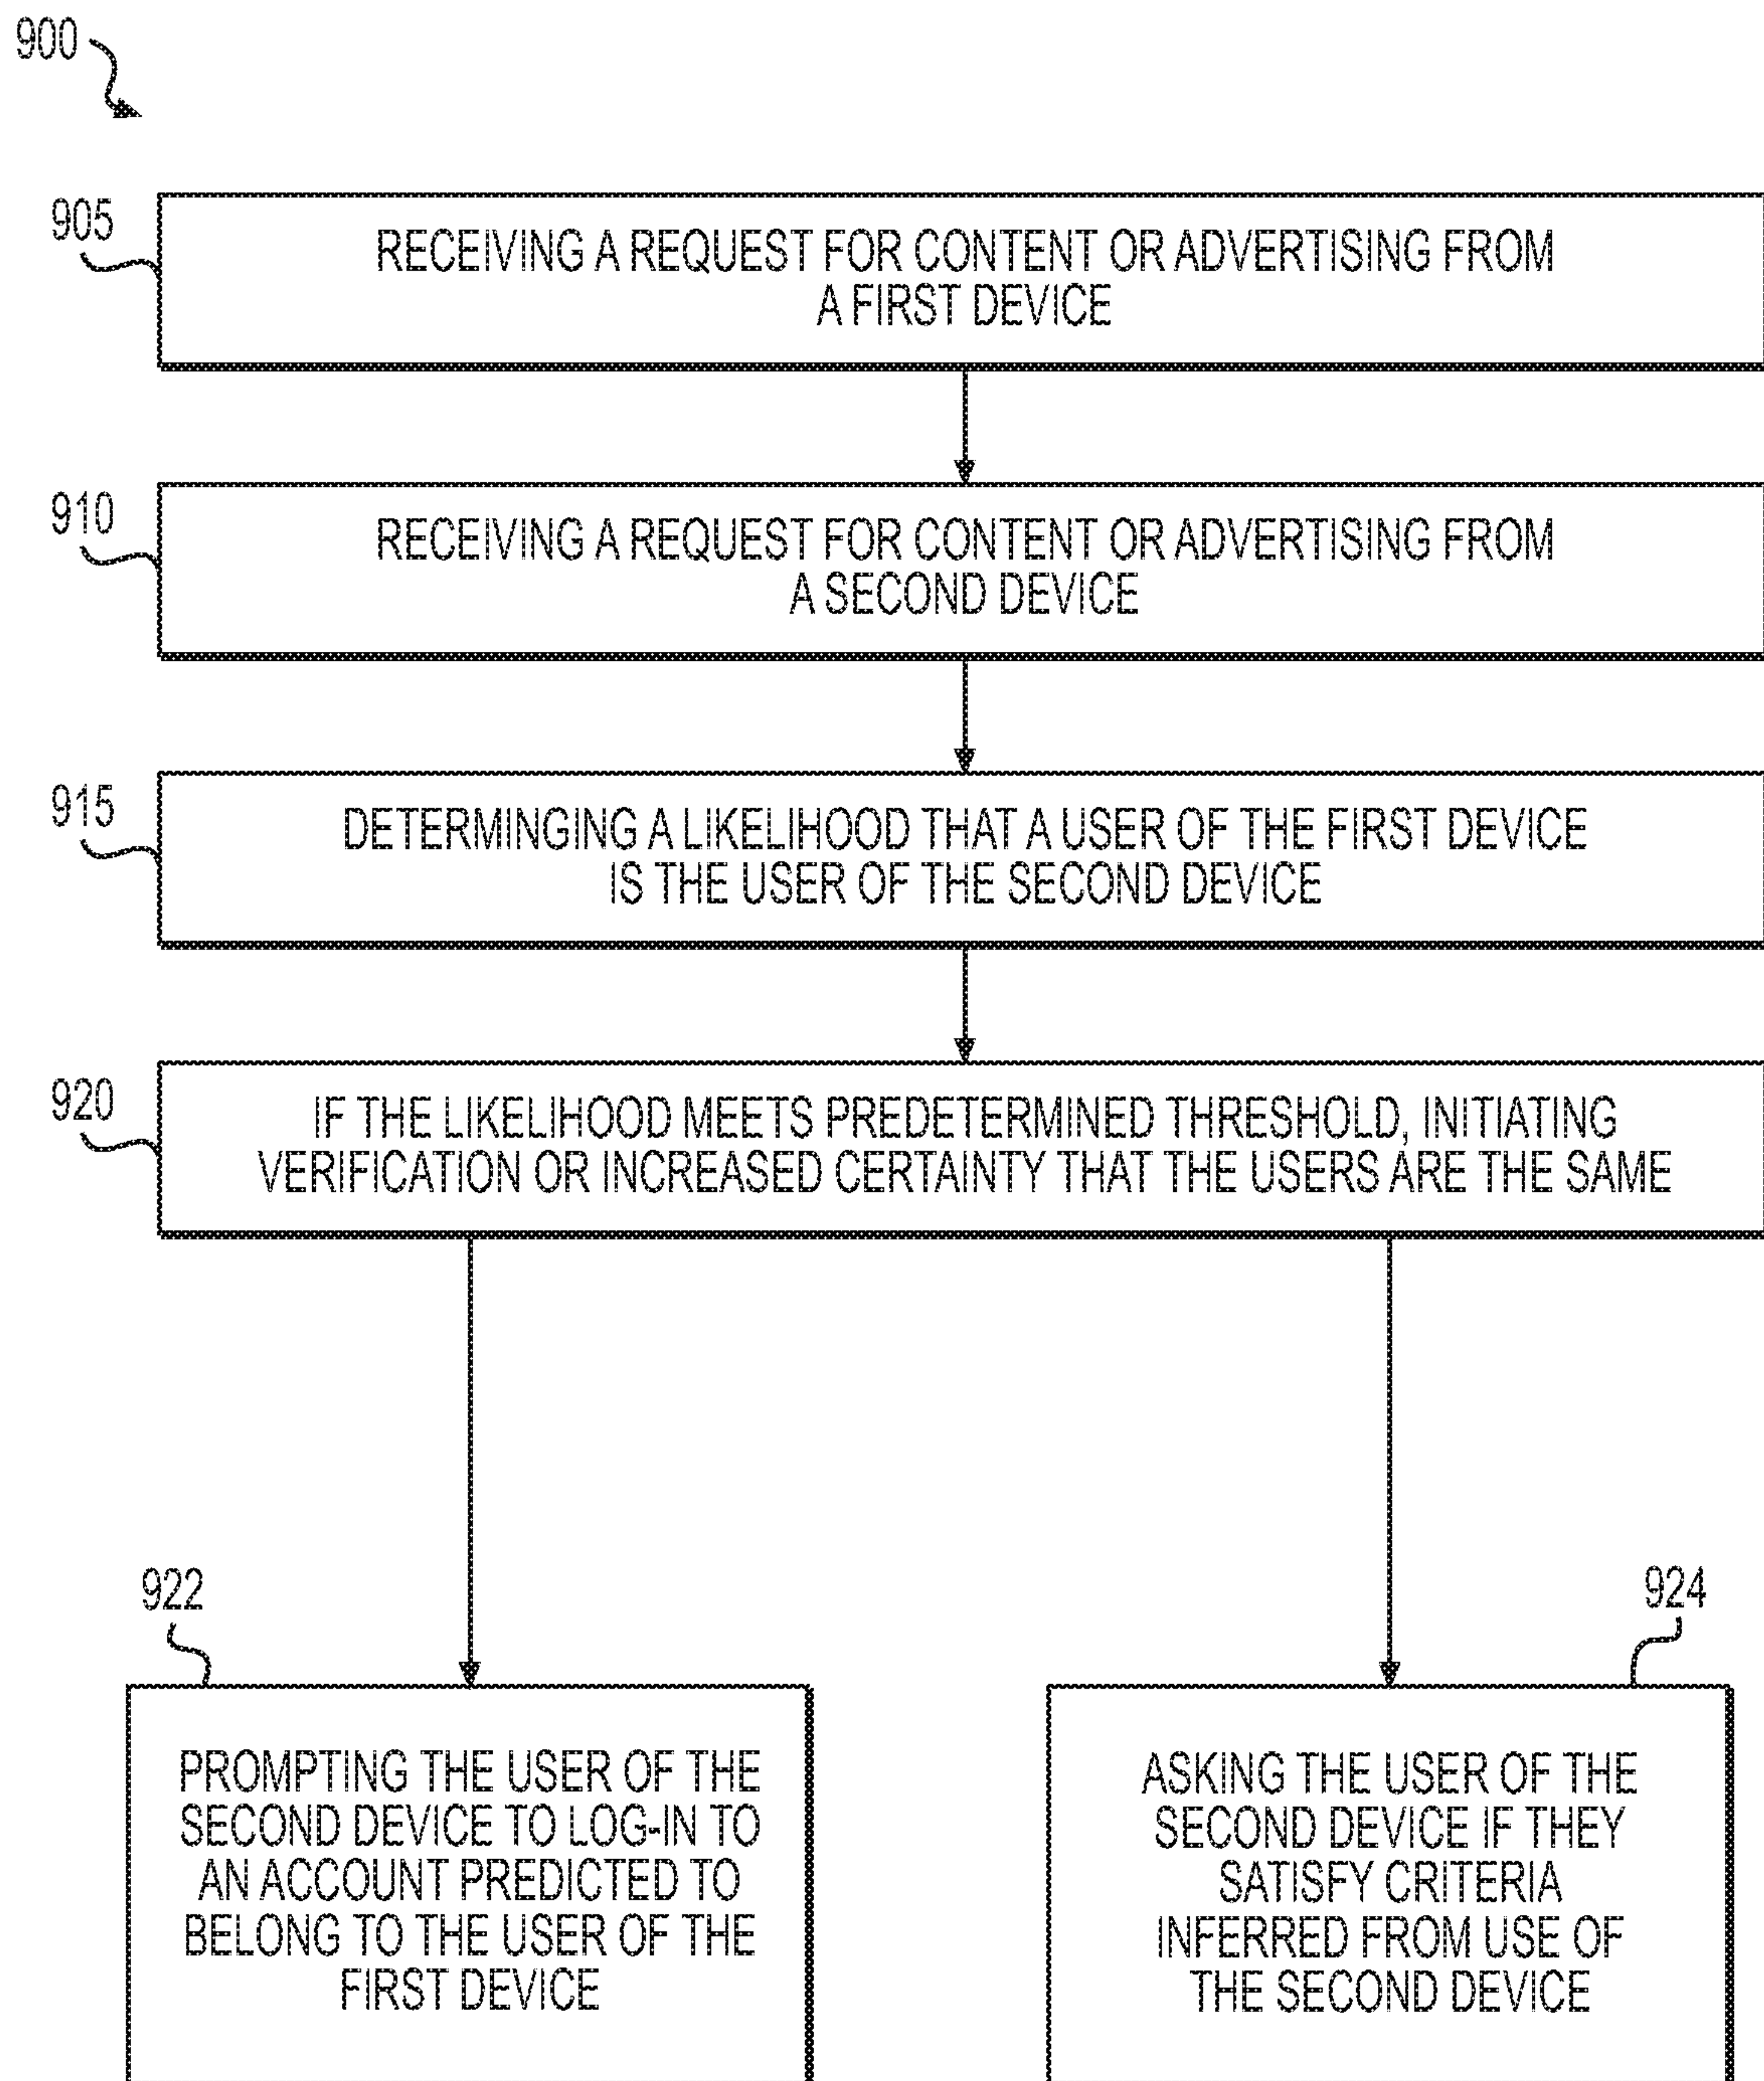 900
905
RECEIVING A REQUEST FOR CONTENT OR ADVERTISING FROM
A FIRST DEVICE
910
RECEIVING A REQUEST FOR CONTENT OR ADVERTISING FROM
A SECOND DEVICE
915
DETERMINGING A LIKELIHOOD THAT A USER OF THE FIRST DEVICE
IS THE USER OF THE SECOND DEVICE
920
IF THE LIKELIHOOD MEETS PREDETERMINED THRESHOLD, INITIATING
VERIFICATION OR INCREASED CERTAINTY THAT THE USERS ARE THE SAME
922
PROMPTING THE USER OF THE
SECOND DEVICE TO LOG-IN TO
AN ACCOUNT PREDICTED TO
BELONG TO THE USER OF THE
FIRST DEVICE
924
ASKING THE USER OF THE
SECOND DEVICE IF THEY
SATISFY CRITERIA
INFERRED FROM USE OF
THE SECOND DEVICE